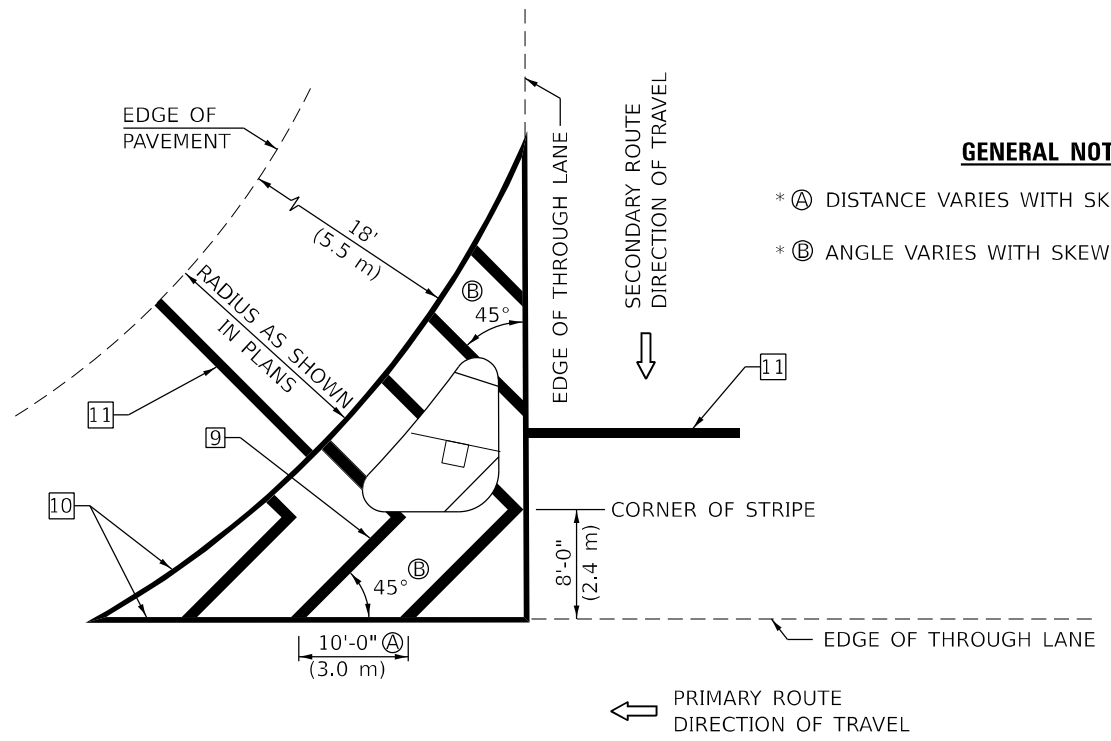 EDGE OF
PAVEMENT
18'
(5.5 m)
RADIUS AS SHOWN
IN PLANS
EDGE OF THROUGH LANE
SECONDARY ROUTE
DIRECTION OF TRAVEL
GENERAL NOT
* Ⓐ DISTANCE VARIES WITH SK
* Ⓑ ANGLE VARIES WITH SKEW
Ⓑ
45°
11
11
9
10
CORNER OF STRIPE
8'-0"
(2.4 m)
45° Ⓑ
10'-0" Ⓐ
(3.0 m)
EDGE OF THROUGH LANE
PRIMARY ROUTE
DIRECTION OF TRAVEL